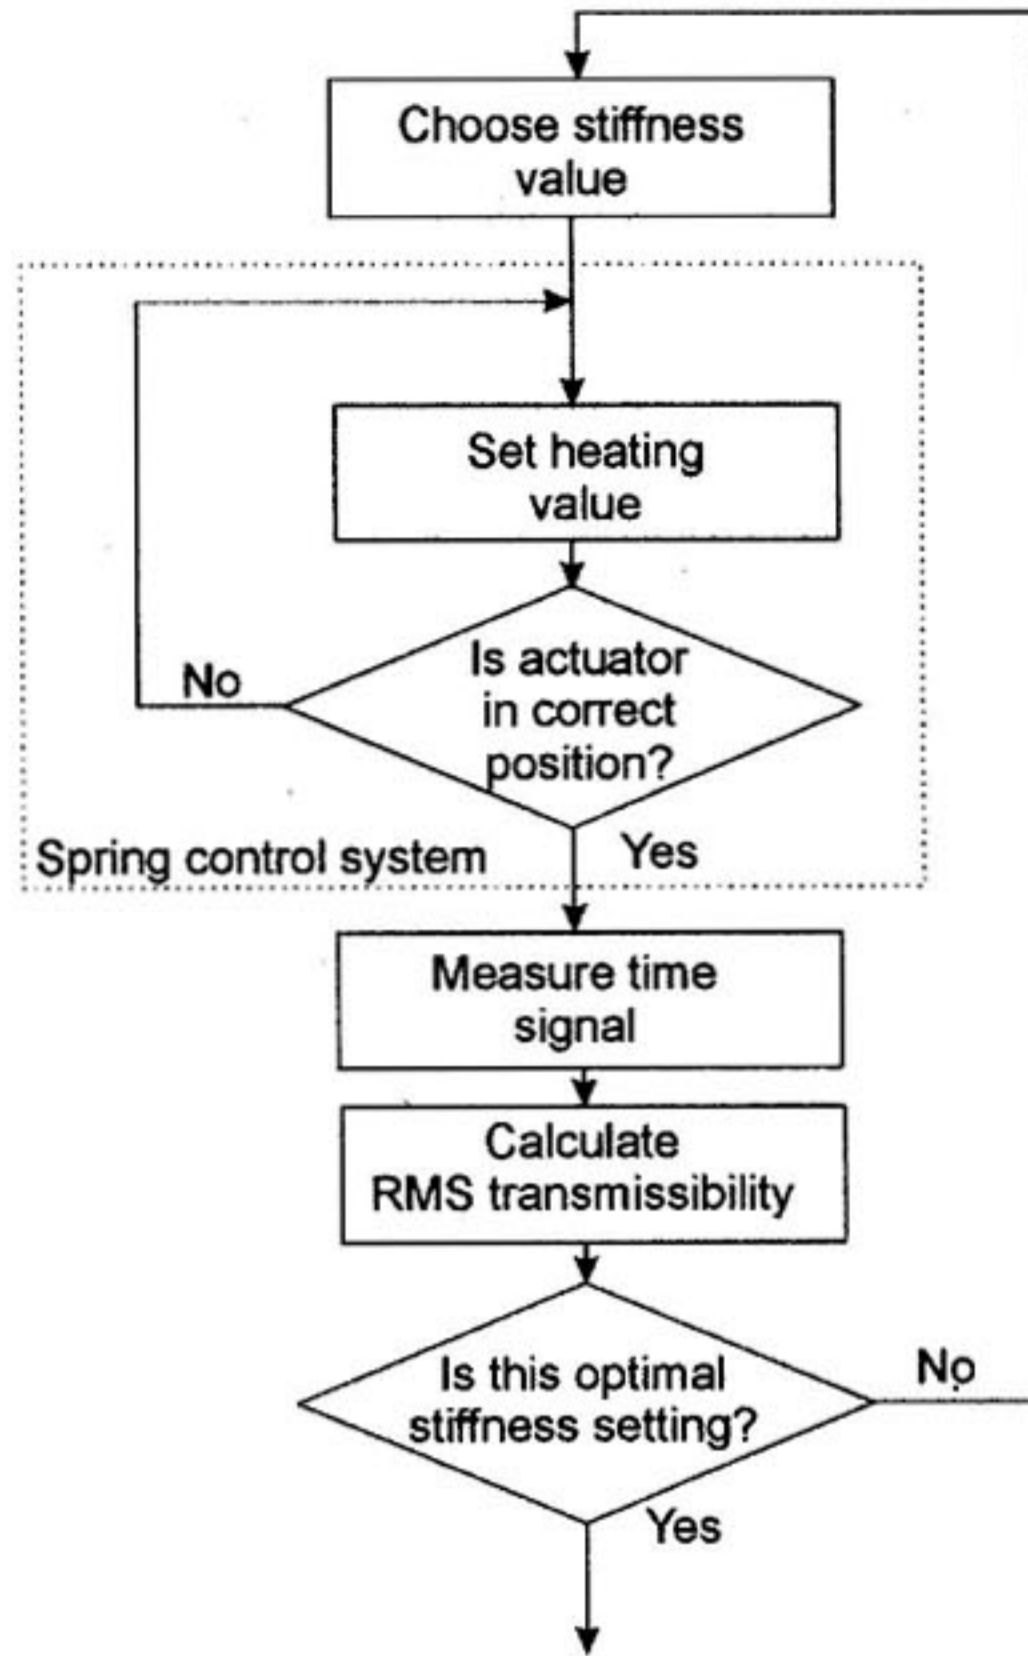 Choose stiffness
value
Set heating
value
Is actuator
in correct
position?
No
Yes
Spring control system
Measure time
signal
Calculate
RMS transmissibility
Is this optimal
stiffness setting?
No
Yes